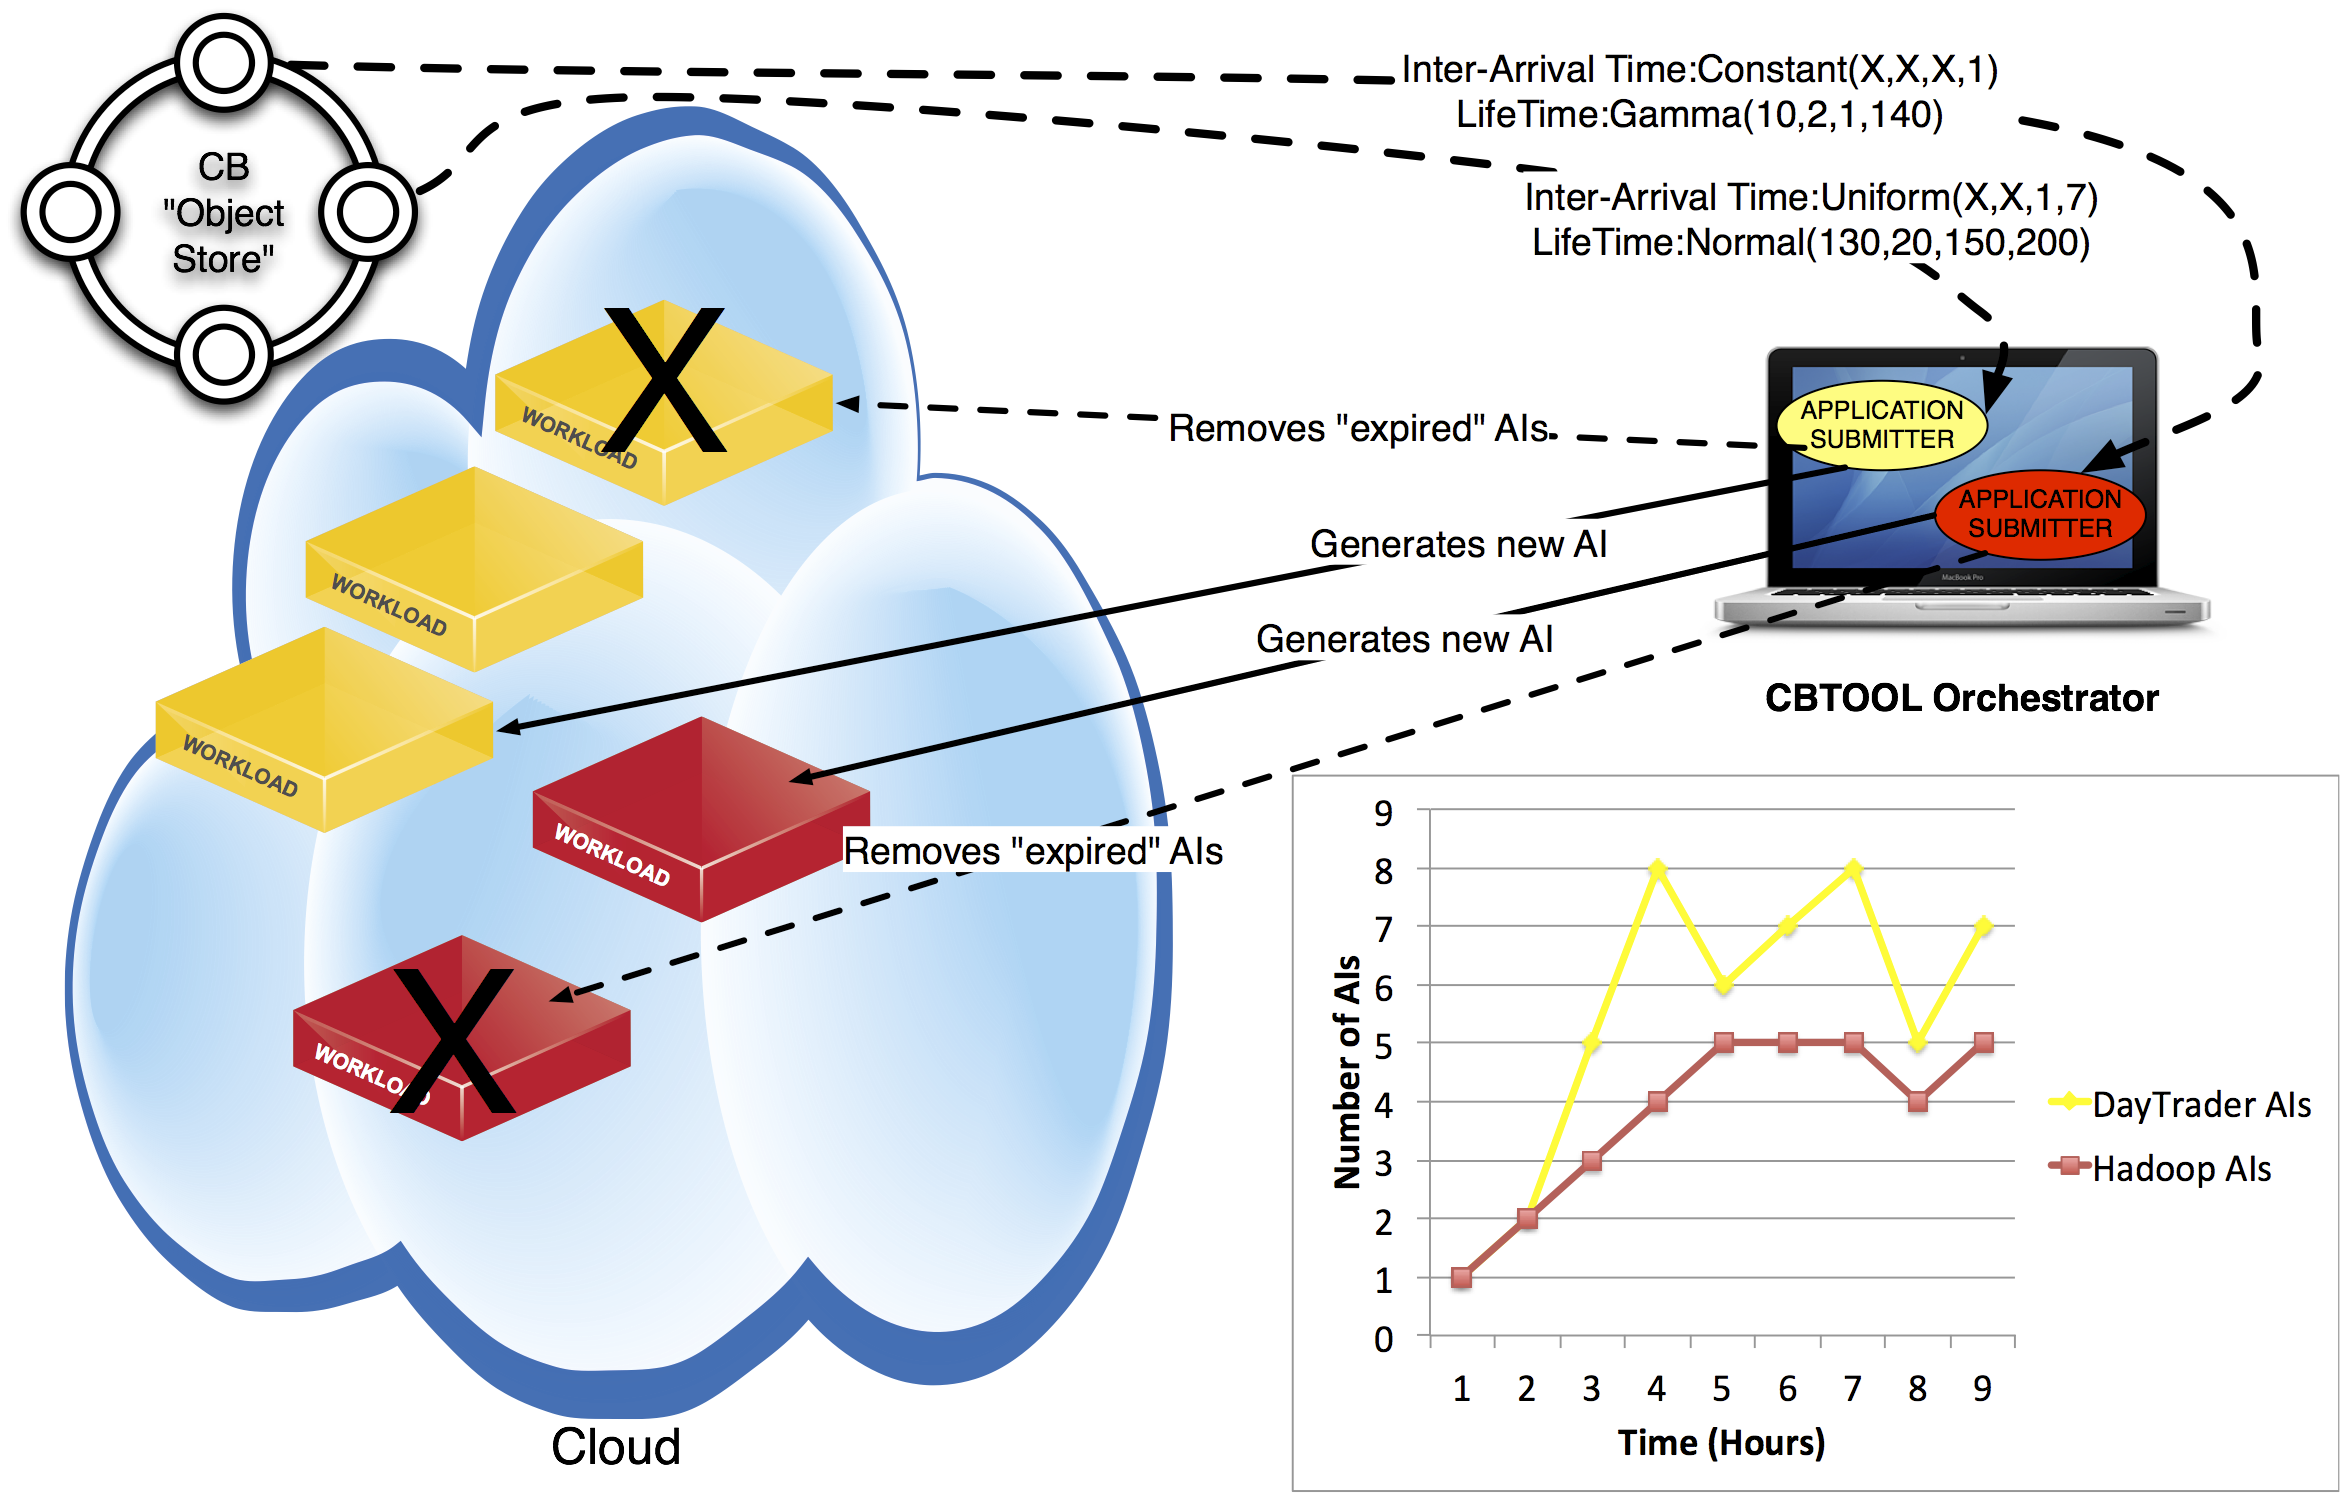 CB
"Object
Store"
Inter-Arrival Time:Constant(X,X,X,1)
LifeTime:Gamma(10,2,1,140)
Inter-Arrival Time:Uniform(X,X,1,7)
LifeTime:Normal(130,20,150,200)
X
WORKLOAD
WORKLOAD
WORKLOAD
WORKLOAD
X
WORKLOAD
Removes "expired" AIs
Generates new AI
Generates new AI
Removes "expired" AIs
APPLICATION
SUBMITTER
APPLICATION
SUBMITTER
MacBook Pro
CBTOOL Orchestrator
Cloud
9
8
7
6
5
4
3
2
1
0
Number of AIs
1 2 3 4 5 6 7 8 9
Time (Hours)
DayTrader AIs
Hadoop AIs